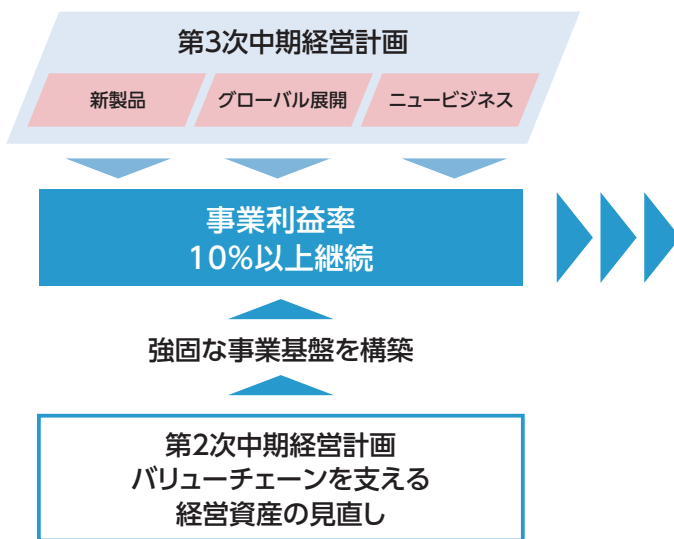 第3次中期経営計画
新製品
グローバル展開
ニュービジネス
事業利益率
10%以上継続
強固な事業基盤を構築
第2次中期経営計画
バリューチェーンを支える
経営資産の見直し